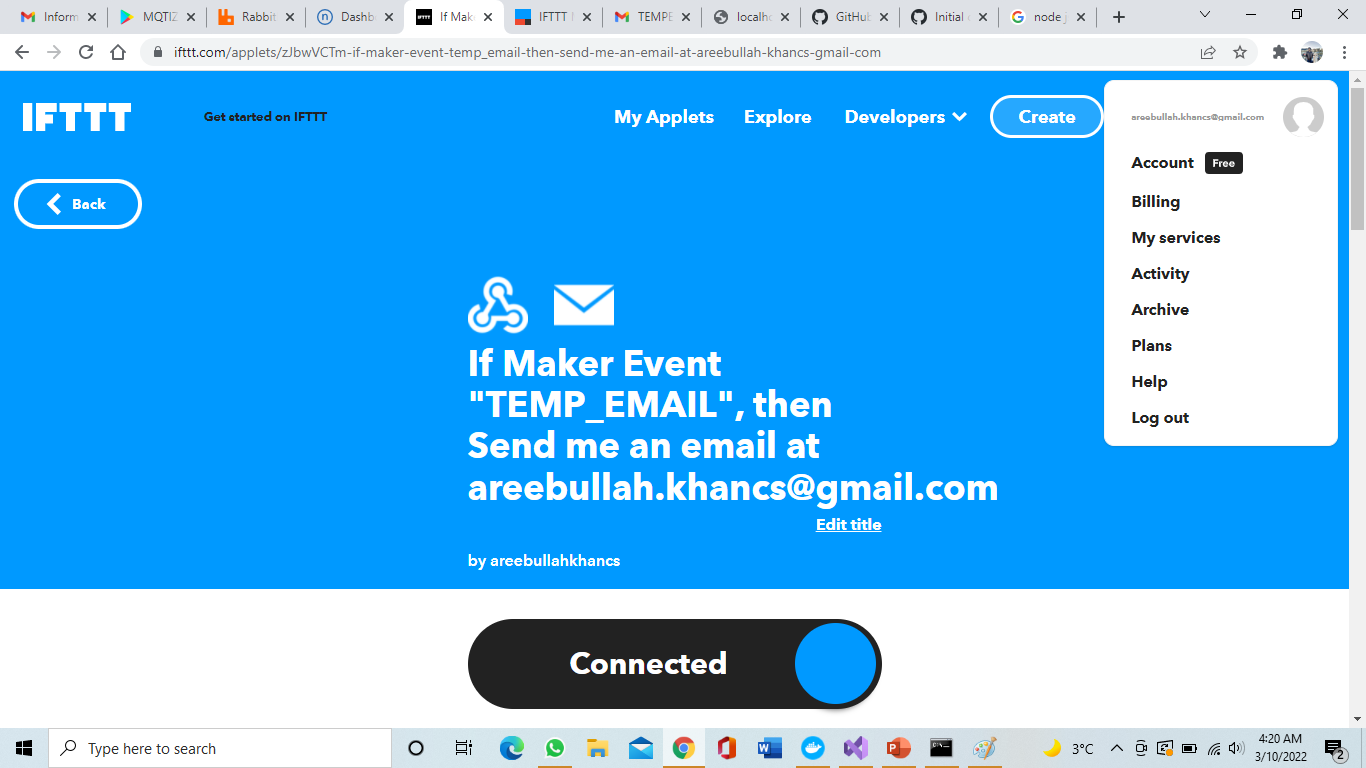 Inform
MQTIZ
Rabbit
Dashb
If Mak
IFTTT
TEMPE
localho
GitHub
Initial
node j
ifttt.com/applets/zJbwVCTm-if-maker-event-temp_email-then-send-me-an-email-at-areebullah-khancs-gmail-com
IFTTT
Get started on IFTTT
My Applets
Explore
Developers
Create
areebullah.khancs@gmail.com
Account
Free
Billing
My services
Activity
Archive
Plans
Help
Log out
Back
If Maker Event
"TEMP_EMAIL", then
Send me an email at
areebullah.khancs@gmail.com
Edit title
by areebullahkhancs
Connected
Type here to search
3°C
4:20 AM
3/10/2022
2